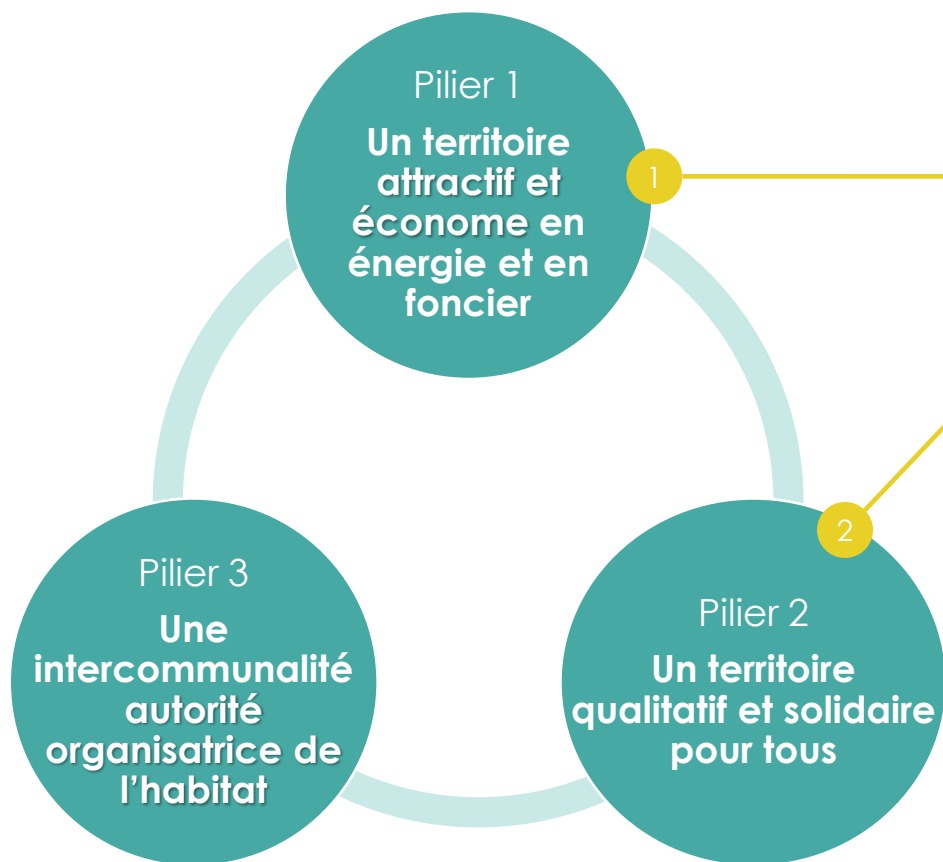 Pilier 1
Un territoire
attractif et
économe en
énergie et en
foncier
1
2
Pilier 3
Une
intercommunalité
autorité
organisatrice de
l'habitat
Pilier 2
Un territoire
qualitatif et solidaire
pour tous